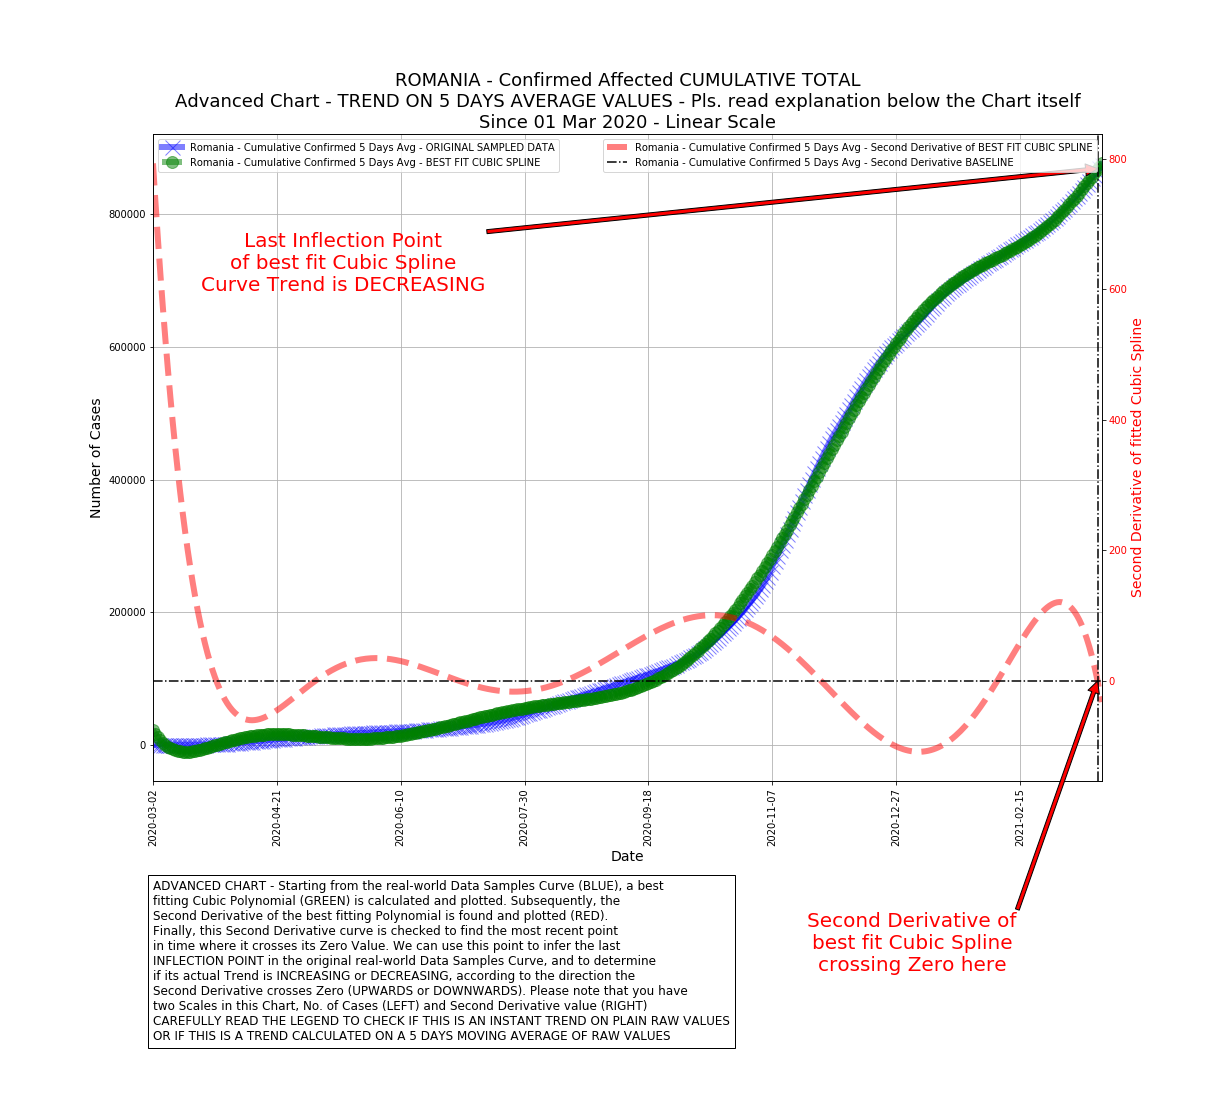 ROMANIA - Confirmed Affected CUMULATIVE TOTAL
Advanced Chart - TREND ON 5 DAYS AVERAGE VALUES - Pls. read explanation below the Chart itself
Since 01 Mar 2020 - Linear Scale
Romania - Cumulative Confirmed 5 Days Avg - ORIGINAL SAMPLED DATA
Romania - Cumulative Confirmed 5 Days Avg - BEST FIT CUBIC SPLINE
Romania - Cumulative Confirmed 5 Days Avg - Second Derivative of BEST FIT CUBIC SPLINE
Romania - Cumulative Confirmed 5 Days Avg - Second Derivative BASELINE
Last Inflection Point
of best fit Cubic Spline
Curve Trend is DECREASING
Number of Cases
800000
600000
400000
200000
0
800
600
400
200
0
Second Derivative of fitted Cubic Spline
2020-03-02
2020-04-21
2020-06-10
2020-07-30
2020-09-18
2020-11-07
2020-12-27
2021-02-15
Date
Second Derivative of
best fit Cubic Spline
crossing Zero here
ADVANCED CHART - Starting from the real-world Data Samples Curve (BLUE), a best
fitting Cubic Polynomial (GREEN) is calculated and plotted. Subsequently, the
Second Derivative of the best fitting Polynomial is found and plotted (RED).
Finally, this Second Derivative curve is checked to find the most recent point
in time where it crosses its Zero Value. We can use this point to infer the last
INFLECTION POINT in the original real-world Data Samples Curve, and to determine
if its actual Trend is INCREASING or DECREASING, according to the direction the
Second Derivative crosses Zero (UPWARDS or DOWNWARDS). Please note that you have
two Scales in this Chart, No. of Cases (LEFT) and Second Derivative value (RIGHT)
CAREFULLY READ THE LEGEND TO CHECK IF THIS IS AN INSTANT TREND ON PLAIN RAW VALUES
OR IF THIS IS A TREND CALCULATED ON A 5 DAYS MOVING AVERAGE OF RAW VALUES